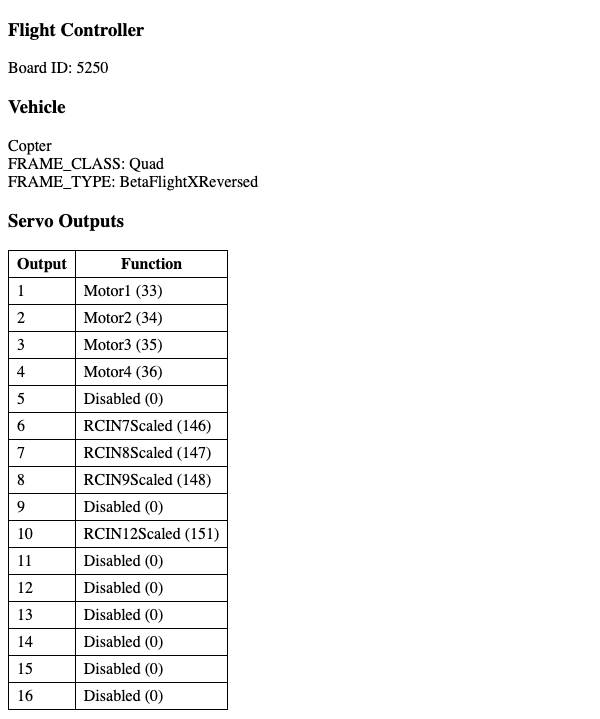 Flight Controller
Board ID: 5250
Vehicle
Copter
FRAME_CLASS: Quad
FRAME_TYPE: BetaFlightXReversed
Servo Outputs
Output Function
1 Motor1 (33)
2 Motor2 (34)
3 Motor3 (35)
4 Motor4 (36)
5 Disabled (0)
6 RCIN7Scaled (146)
7 RCIN8Scaled (147)
8 RCIN9Scaled (148)
9 Disabled (0)
10 RCIN12Scaled (151)
11 Disabled (0)
12 Disabled (0)
13 Disabled (0)
14 Disabled (0)
15 Disabled (0)
16 Disabled (0)